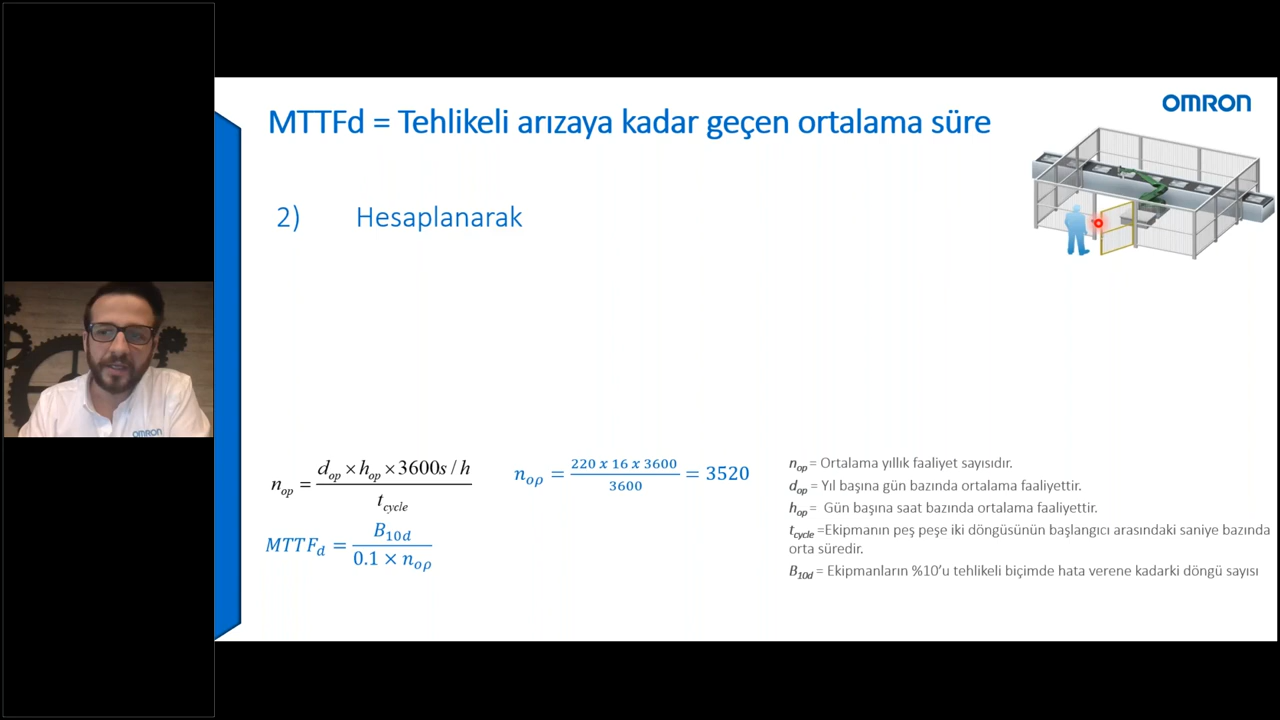 OMRON
MTTFd = Tehlikeli arızaya kadar geçen ortalama süre
2) Hesaplanarak
n_op = (d_op × h_op × 3600s / h) / t_cycle
n_op = (220 x 16 x 3600) / 3600 = 3520
MTTF_d = B_10d / (0.1 × n_op)
n_op = Ortalama yıllık faaliyet sayısıdır.
d_op = Yıl başına gün bazında ortalama faaliyettir.
h_op = Gün başına saat bazında ortalama faaliyettir.
t_cycle =Ekipmanın peş peşe iki döngüsünün başlangıcı arasındaki saniye bazında
orta süredir.
B_10d = Ekipmanların %10’u tehlikeli biçimde hata verene kadarki döngü sayısı
OMRON